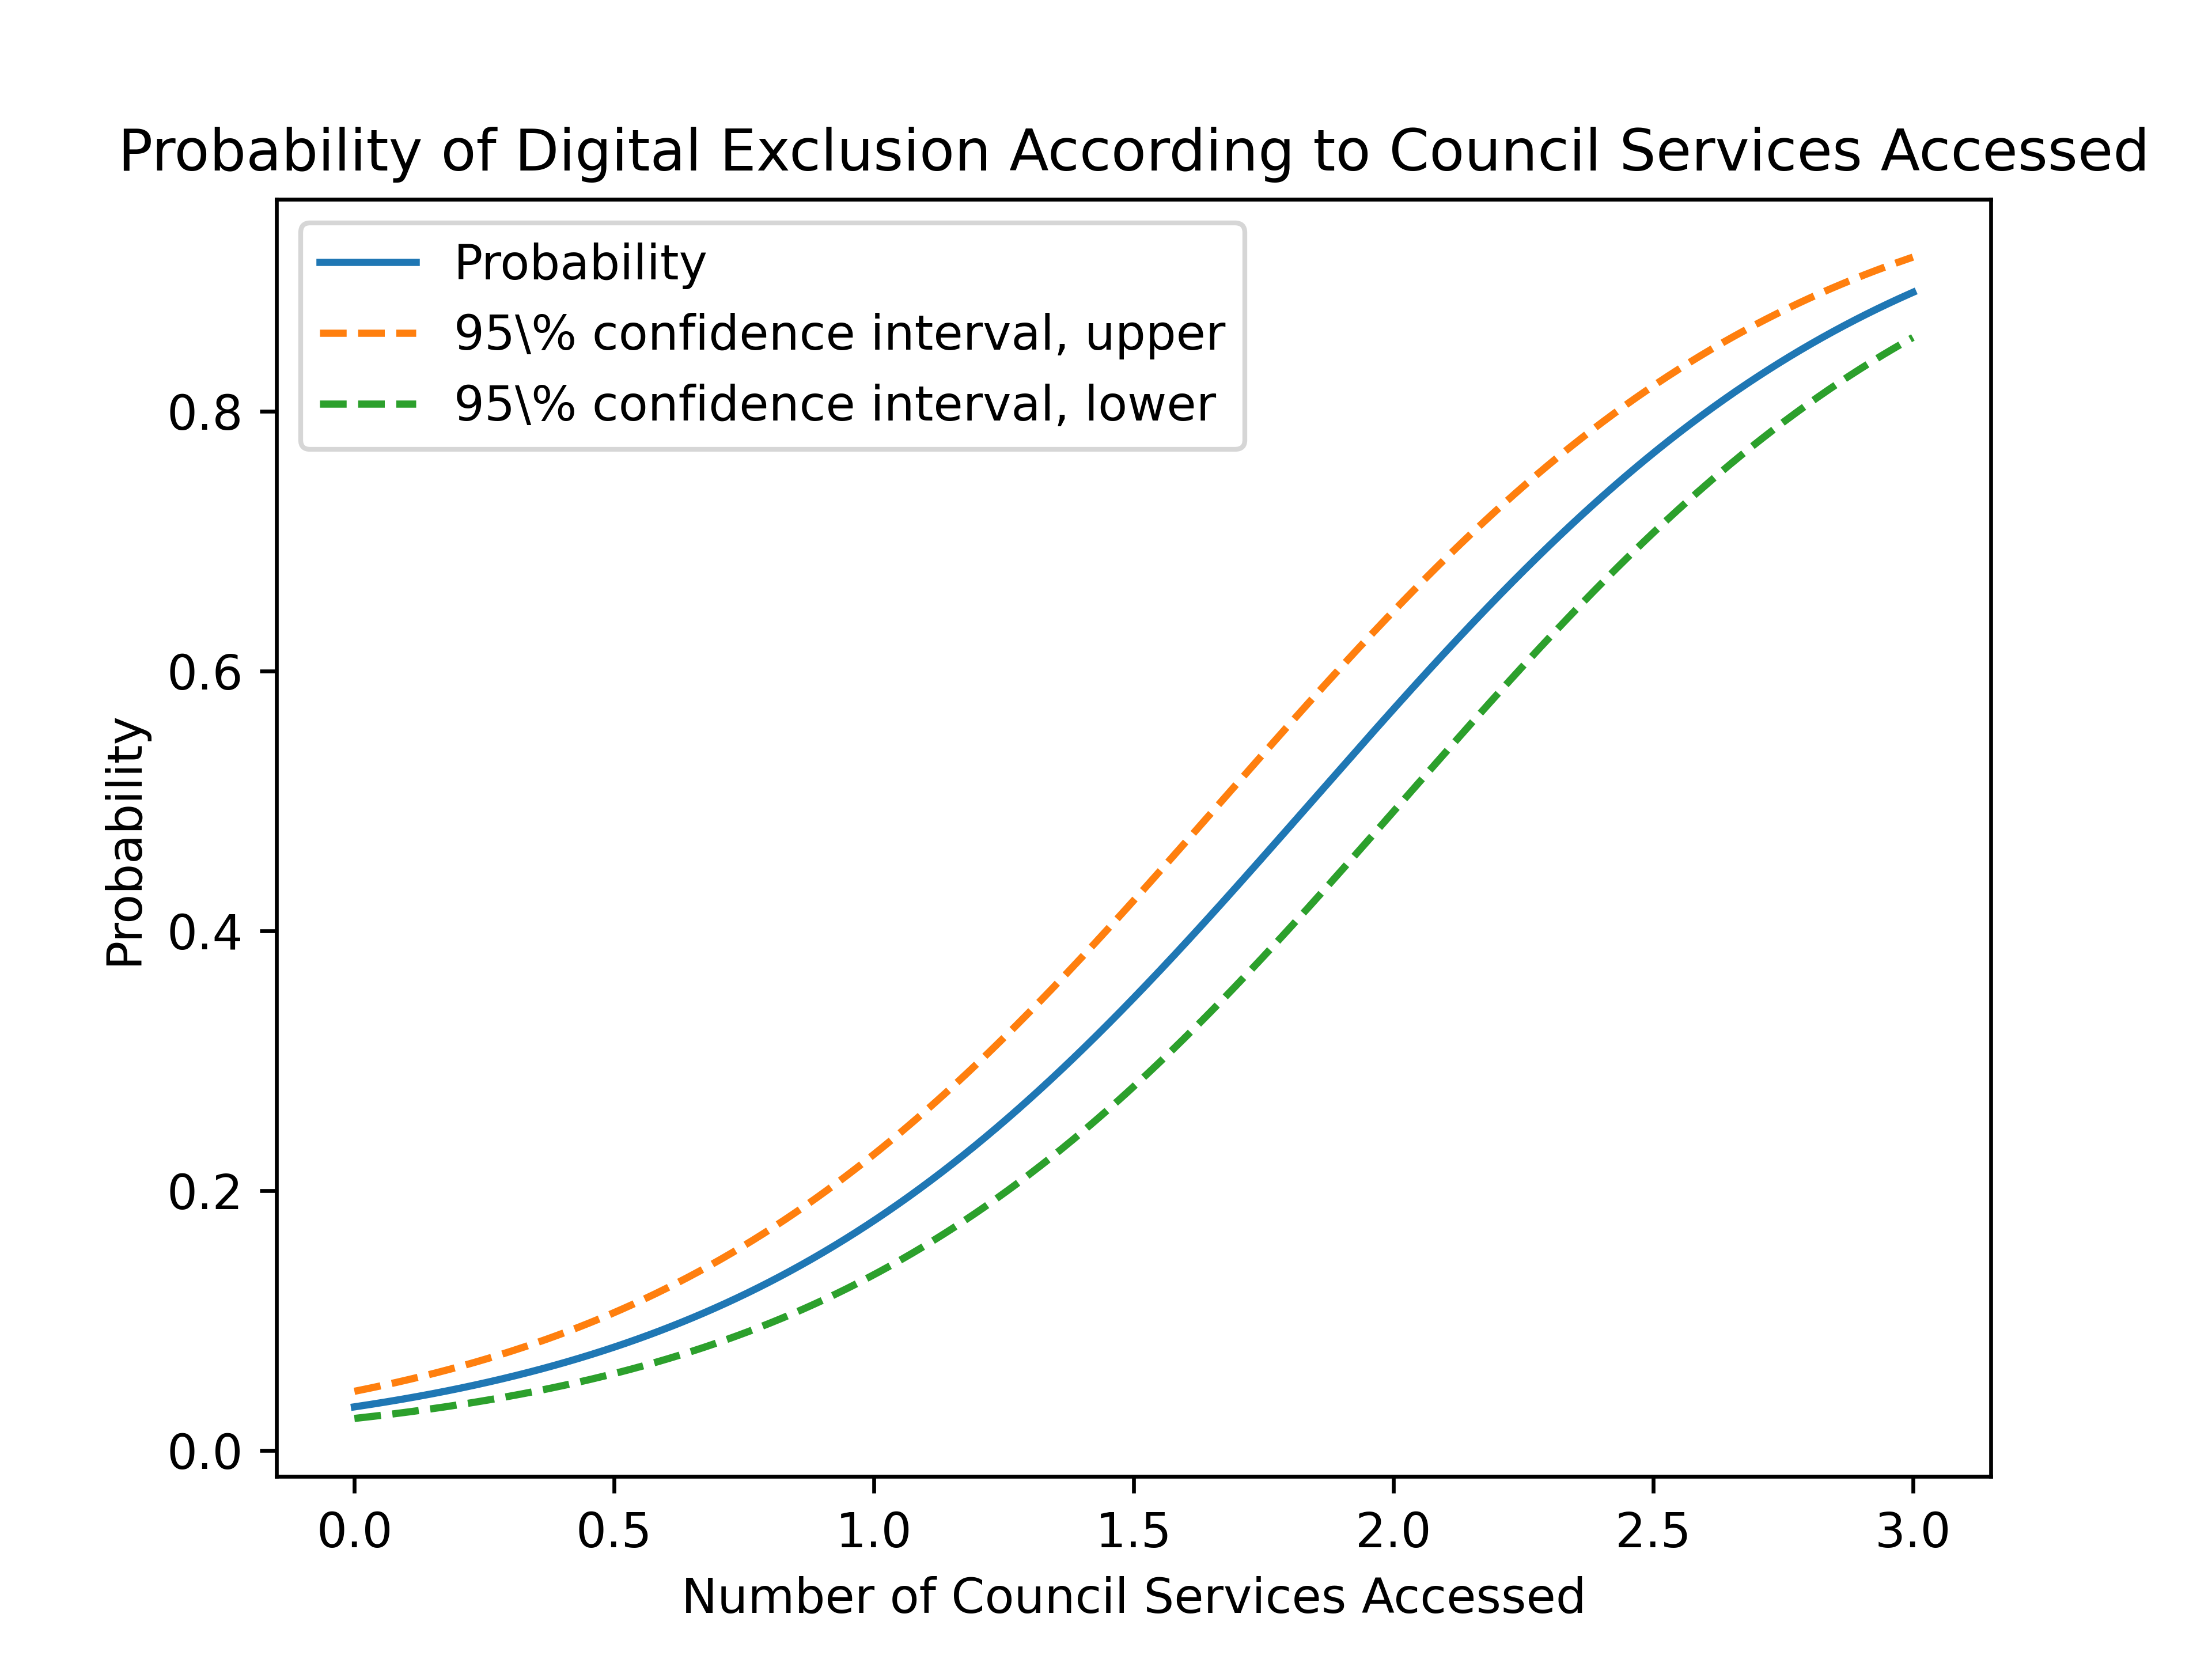 Probability of Digital Exclusion According to Council Services Accessed
Probability
95\% confidence interval, upper
95\% confidence interval, lower
0.8
0.6
0.4
0.2
0.0
Probability
0.0 0.5 1.0 1.5 2.0 2.5 3.0
Number of Council Services Accessed